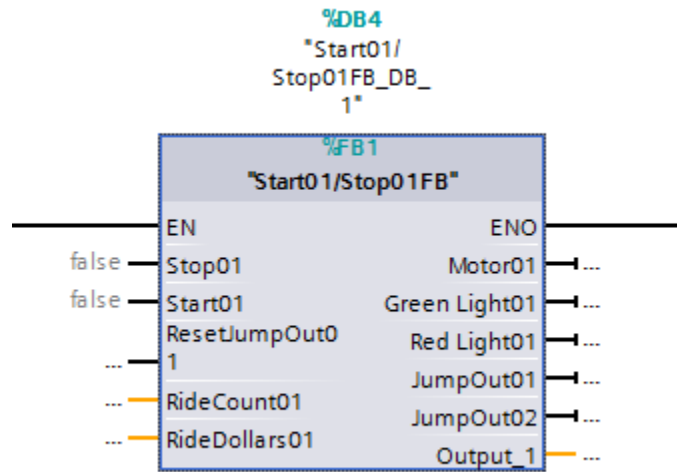 %DB4
"Start01/
Stop01FB_DB_
1"
%FB1
"Start01/Stop01FB"
EN ENO
false Stop01 Motor01 ...
false Start01 Green Light01 ...
ResetJumpOut0 Red Light01 ...
... 1 JumpOut01 ...
... RideCount01 JumpOut02 ...
... RideDollars01 Output_1 ...